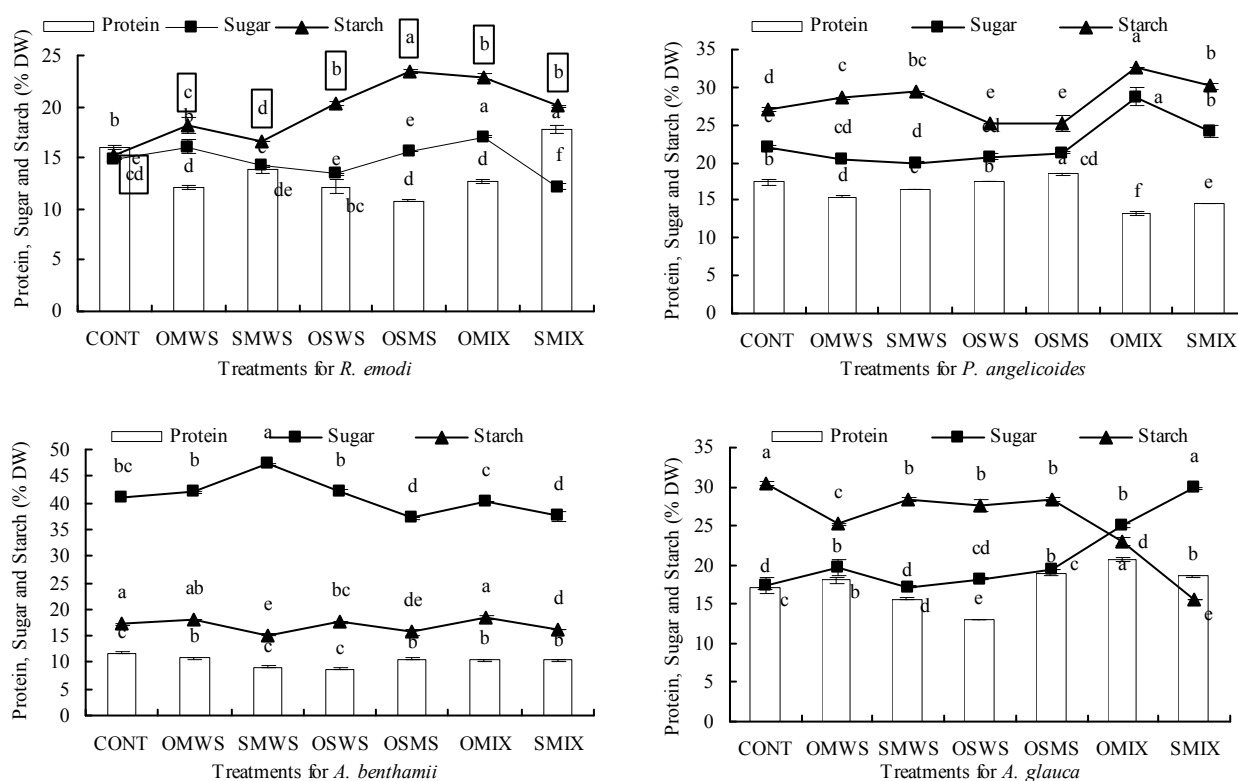 Protein Sugar Starch
Protein, Sugar and Starch (% DW)
25
20
15
10
5
0
b c d b a b b
b
e cd d c de e bc e d a d a f
CONT OMWS SMWS OSWS OSMS OMIX SMIX
Treatments for R. emodi
Protein Sugar Starch
Protein, Sugar and Starch (% DW)
40
35
30
25
20
15
10
5
0
d c bc e e a b
c cd d cd a cd a b
b d c b f e
CONT OMWS SMWS OSWS OSMS OMIX SMIX
Treatments for P. angelicoides
Protein Sugar Starch
Protein, Sugar and Starch (% DW)
50
45
40
35
30
25
20
15
10
5
0
bc b a b d c d
a ab e bc de a d
c b c c b b b
CONT OMWS SMWS OSWS OSMS OMIX SMIX
Treatments for A. benthamii
Protein Sugar Starch
Protein, Sugar and Starch (% DW)
35
30
25
20
15
10
5
0
a c b b b b a
d b d cd b d b
c b d e c a e
CONT OMWS SMWS OSWS OSMS OMIX SMIX
Treatments for A. glauca